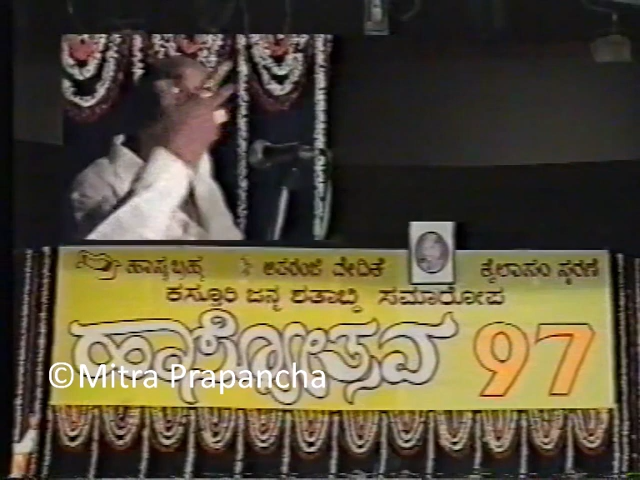 ಹಾಸ್ಯಬ್ರಹ್ಮ ಅಪರಂಜಿ ವೇದಿಕೆ ಕೈಲಾಸಂ ಸ್ಮರಣೆ
ಕಸ್ತೂರಿ ಜನ್ಮ ಶತಾಬ್ದಿ ಸಮಾರೋಪ
ಹಾಸ್ಯೋತ್ಸವ 97
©Mitra Prapancha